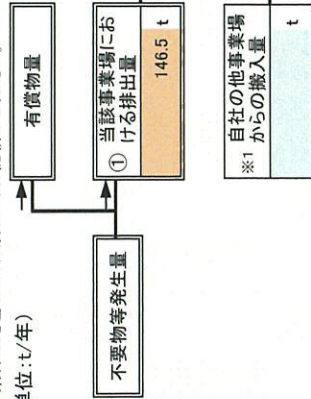 単位:t/年)
有償物量
不要物等発生量
① 当該事業場にお
ける排出量
146.5 t
※1 自社の他事業場
からの搬入量
t